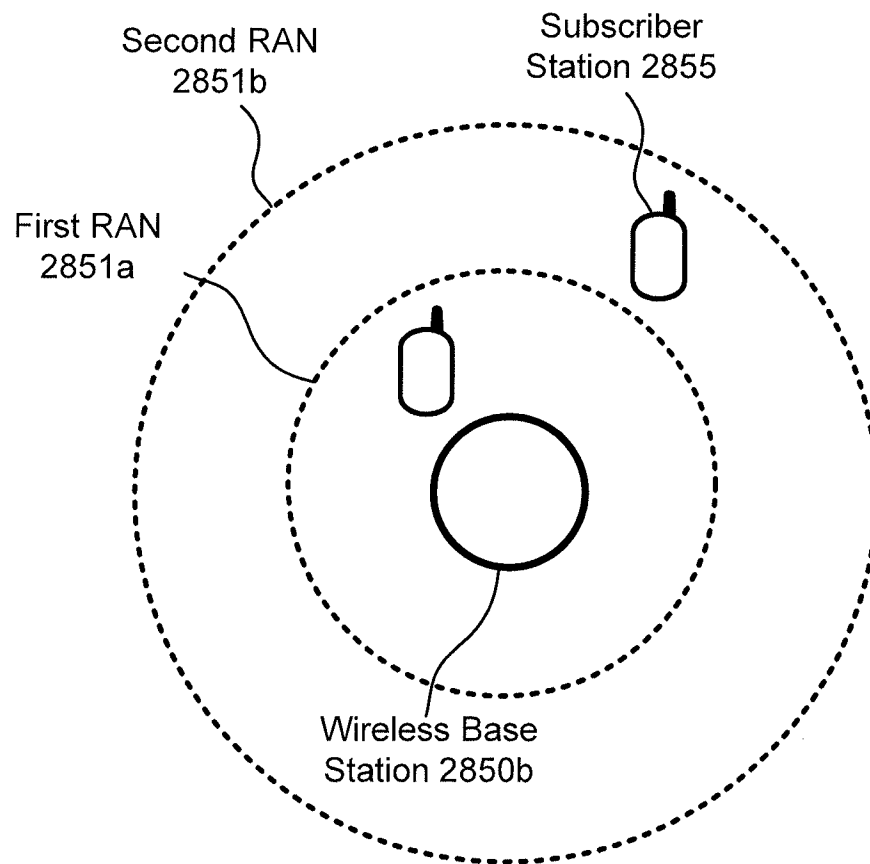 Second RAN
2851b
Subscriber
Station 2855
First RAN
2851a
Wireless Base
Station 2850b